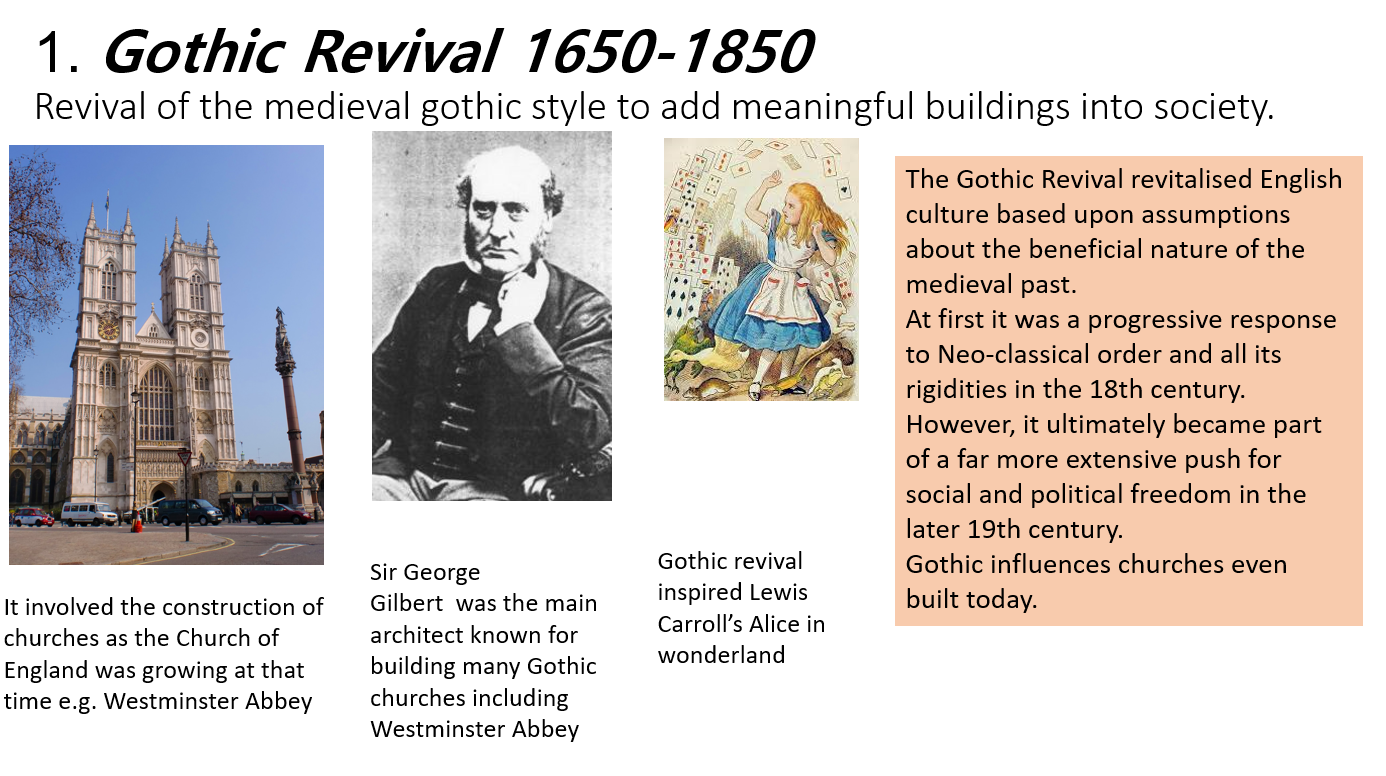 1. Gothic Revival 1650-1850
Revival of the medieval gothic style to add meaningful buildings into society.
It involved the construction of
churches as the Church of
England was growing at that
time e.g. Westminster Abbey
Sir George
Gilbert  was the main
architect known for
building many Gothic
churches including
Westminster Abbey
Gothic revival
inspired Lewis
Carroll’s Alice in
wonderland
The Gothic Revival revitalised English
culture based upon assumptions
about the beneficial nature of the
medieval past.
At first it was a progressive response
to Neo-classical order and all its
rigidities in the 18th century.
However, it ultimately became part
of a far more extensive push for
social and political freedom in the
later 19th century.
Gothic influences churches even
built today.